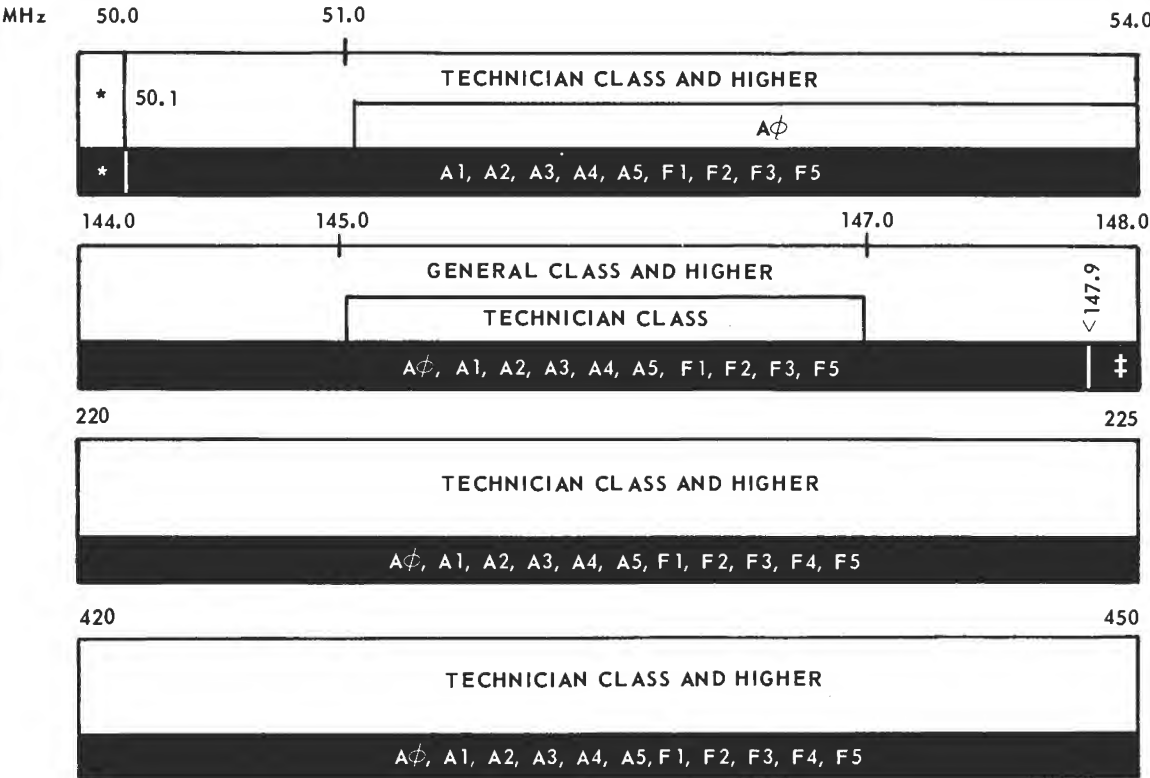 MHz 50.0 51.0 54.0
TECHNICIAN CLASS AND HIGHER
* 50.1
Aϕ
* A1, A2, A3, A4, A5, F1, F2, F3, F5
144.0 145.0 147.0 148.0
GENERAL CLASS AND HIGHER
<147.9
TECHNICIAN CLASS
Aϕ, A1, A2, A3, A4, A5, F1, F2, F3, F5 ‡
220 225
TECHNICIAN CLASS AND HIGHER
Aϕ, A1, A2, A3, A4, A5, F1, F2, F3, F4, F5
420 450
TECHNICIAN CLASS AND HIGHER
Aϕ, A1, A2, A3, A4, A5, F1, F2, F3, F4, F5